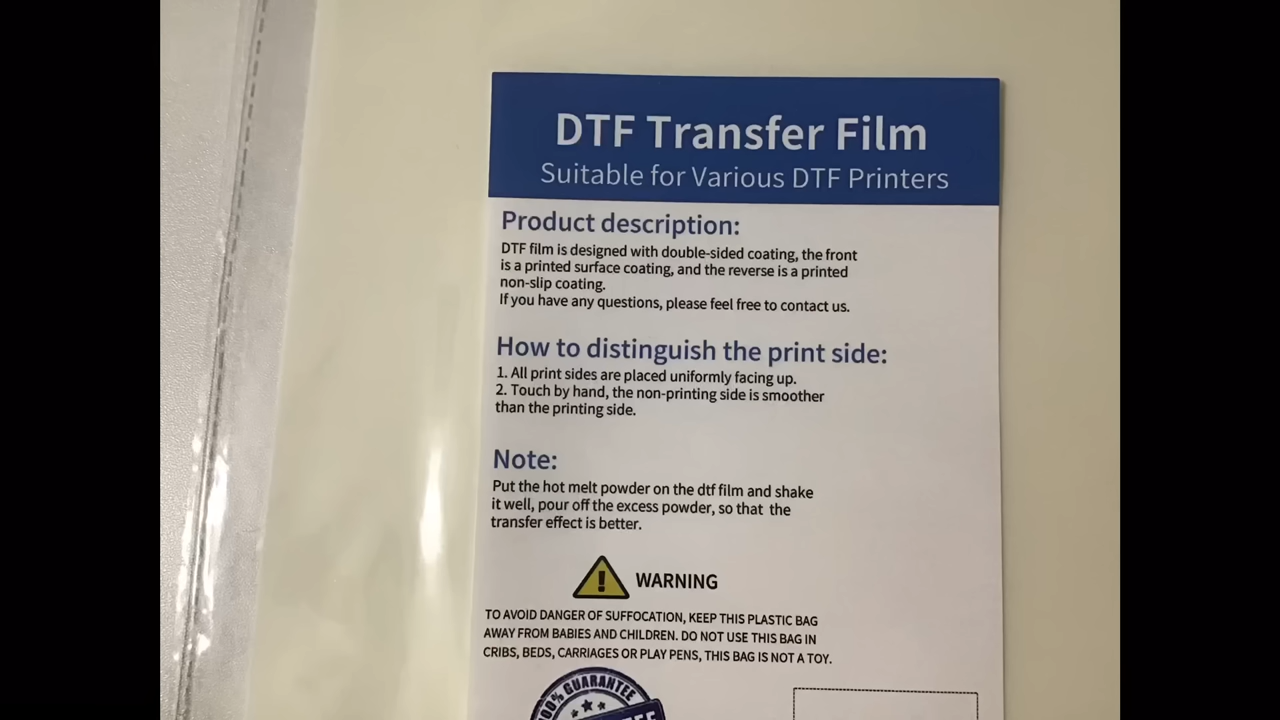 DTF Transfer Film
Suitable for Various DTF Printers
Product description:
DTF film is designed with double-sided coating, the front
is a printed surface coating, and the reverse is a printed
non-slip coating.
If you have any questions, please feel free to contact us.
How to distinguish the print side:
1. All print sides are placed uniformly facing up.
2. Touch by hand, the non-printing side is smoother
than the printing side.
Note:
Put the hot melt powder on the dtf film and shake
it well, pour off the excess powder, so that the
transfer effect is better.
WARNING
TO AVOID DANGER OF SUFFOCATION, KEEP THIS PLASTIC BAG
AWAY FROM BABIES AND CHILDREN. DO NOT USE THIS BAG IN
CRIBS, BEDS, CARRIAGES OR PLAY PENS, THIS BAG IS NOT A TOY.
100% GUARANTEE